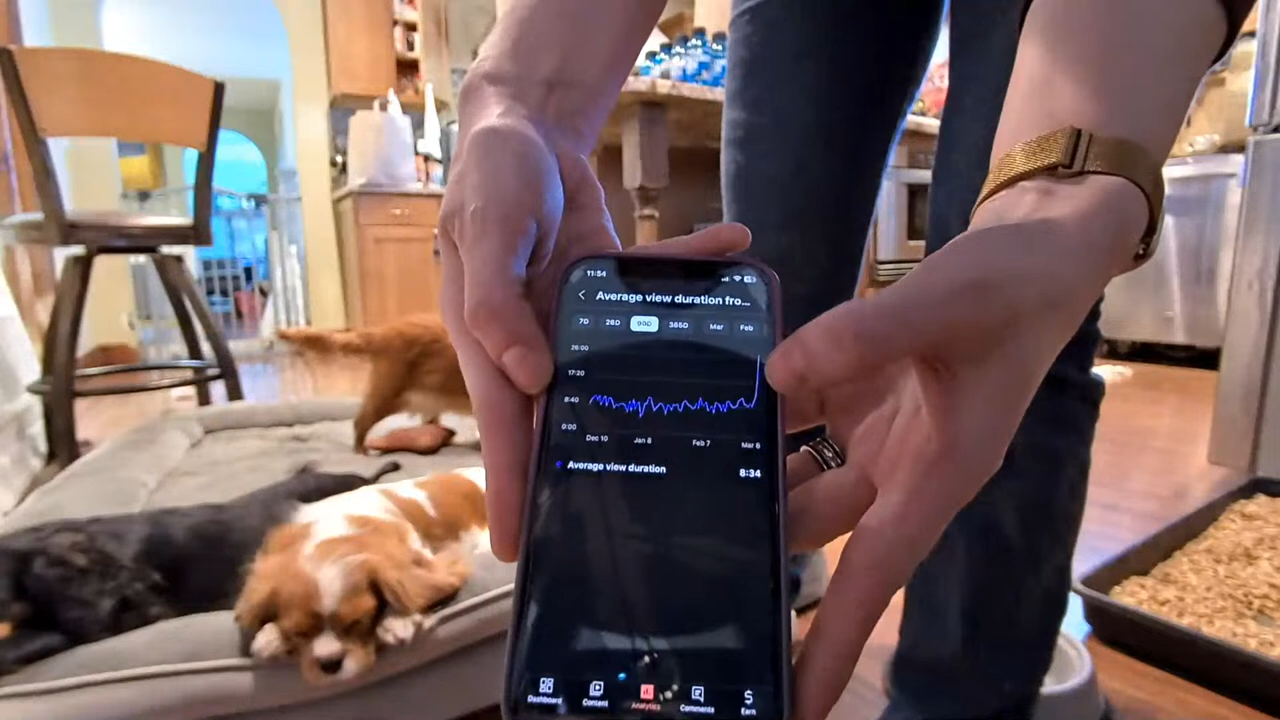 11:54
Average view duration fro...
7D 28D 90D 365D Mar Feb
26:00
17:20
8:40
0:00
Dec 10 Jan 8 Feb 7 Mar 8
Average view duration 8:34
Dashboard Content Analytics Comments Earn